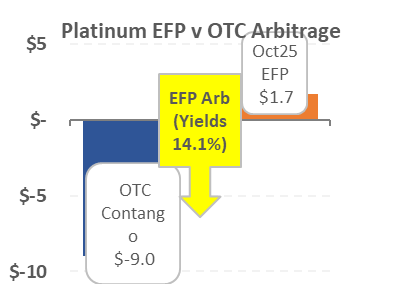 Platinum EFP v OTC Arbitrage
$5
Oct25
EFP
$1.7
EFP Arb
(Yields
14.1%)
$-
$-5
OTC
Contang
o
$-9.0
$-10